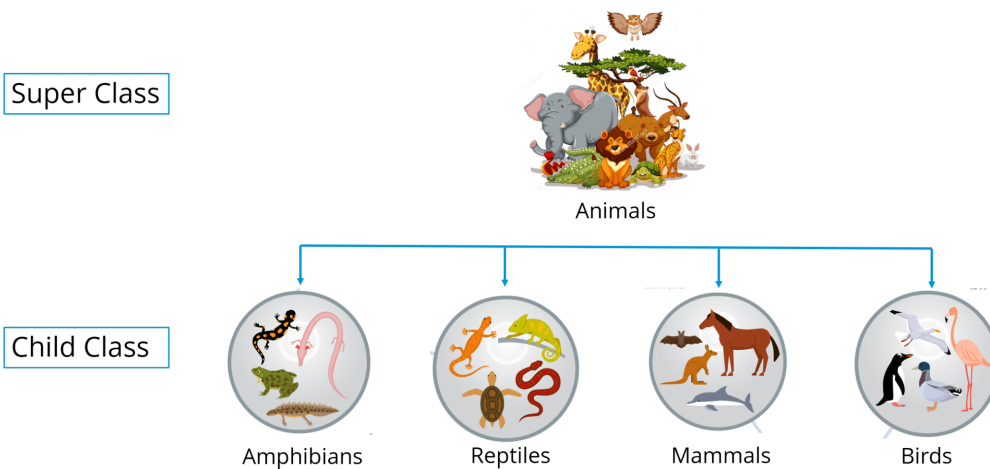 Super Class
Animals
Child Class
Amphibians
Reptiles
Mammals
Birds